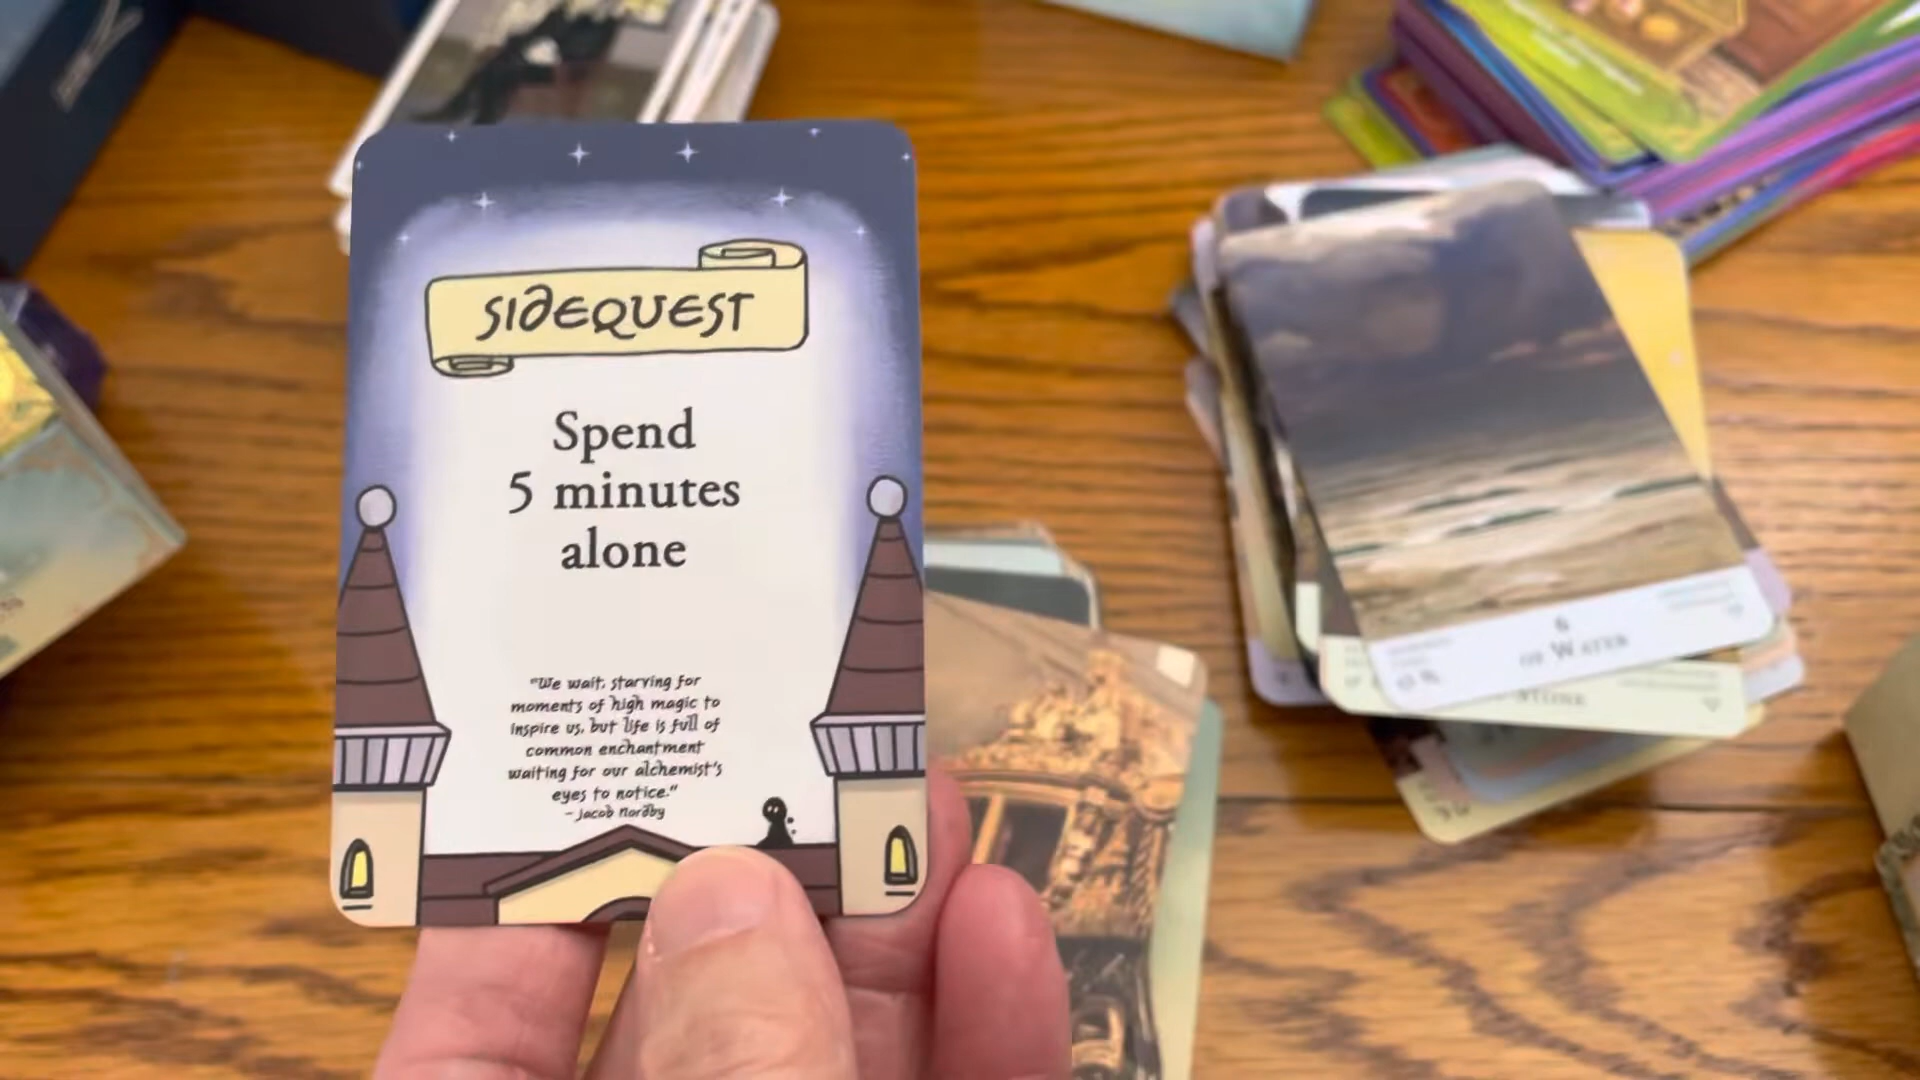 SIDEQUEST
Spend
5 minutes
alone
"We wait, starving for
moments of high magic to
inspire us, but life is full of
common enchantment
waiting for our alchemist's
eyes to notice."
- Jacob Nordby
6
OF WATER